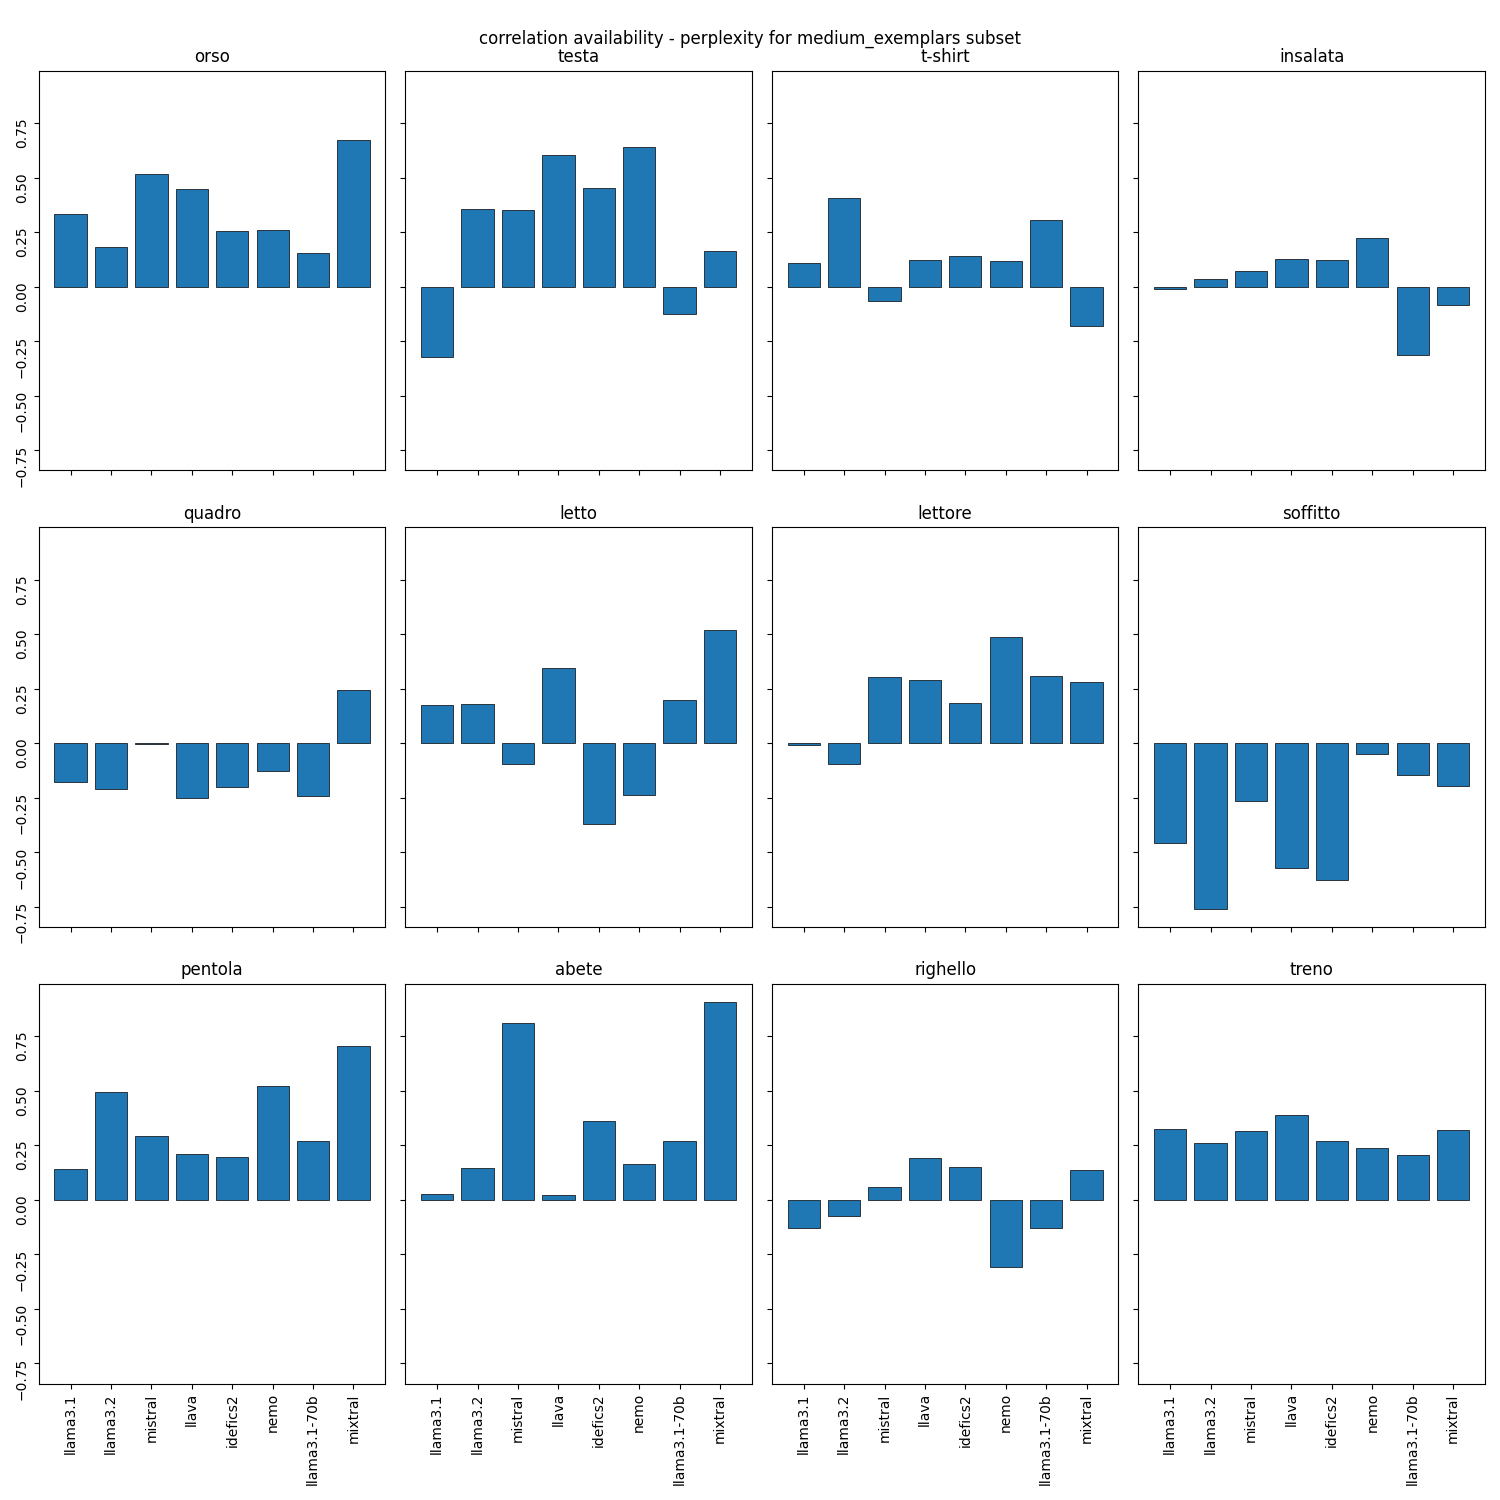 correlation availability - perplexity for medium_exemplars subset
orso
testa
t-shirt
insalata
0.75
0.50
0.25
0.00
−0.25
−0.50
−0.75
quadro
letto
lettore
soffitto
0.75
0.50
0.25
0.00
−0.25
−0.50
−0.75
pentola
abete
righello
treno
0.75
0.50
0.25
0.00
−0.25
−0.50
−0.75
llama3.1
llama3.2
mistral
llava
idefics2
nemo
llama3.1-70b
mixtral
llama3.1
llama3.2
mistral
llava
idefics2
nemo
llama3.1-70b
mixtral
llama3.1
llama3.2
mistral
llava
idefics2
nemo
llama3.1-70b
mixtral
llama3.1
llama3.2
mistral
llava
idefics2
nemo
llama3.1-70b
mixtral